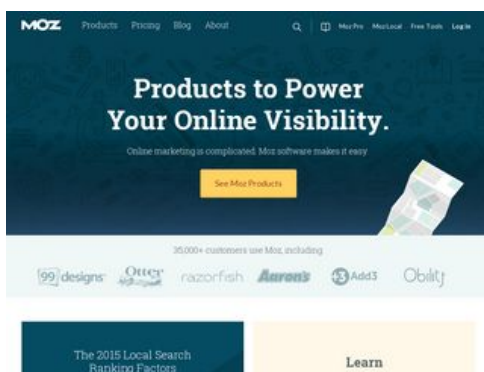 MOZ Products Pricing Blog About Moz Pro Moz Local Free Tools Log in
Products to Power
Your Online Visibility.
Online marketing is complicated. Moz software makes it easy
See Moz Products
35,000+ customers use Moz, including
99designs Otter razorfish Aaron's +3 Add3 Obility
The 2015 Local Search
Ranking Factors
Learn